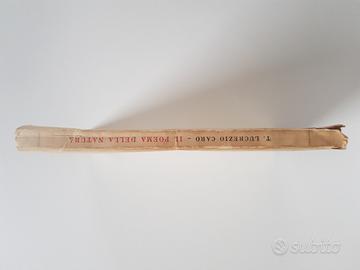 T. LUCREZIO CARO - IL POEMA DELLA NATURA
subito